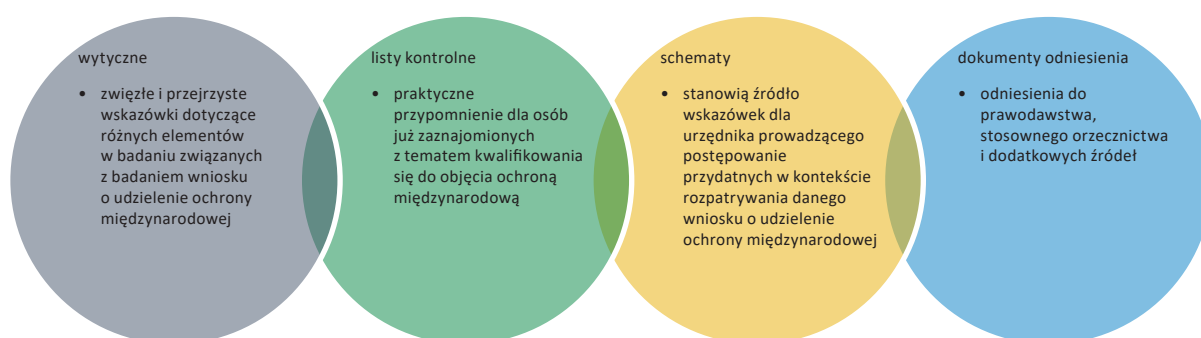 wytyczne
• zwięzłe i przejrzyste
wskazówki dotyczące
różnych elementów
w badaniu związanych
z badaniem wniosku
o udzielenie ochrony
międzynarodowej
listy kontrolne
• praktyczne
przypomnienie dla osób
już zaznajomionych
z tematem kwalifikowania
się do objęcia ochroną
międzynarodową
schematy
• stanowią źródło
wskazówek dla
urzędnika prowadzącego
postępowanie
przydatnych w kontekście
rozpatrywania danego
wniosku o udzielenie
ochrony międzynarodowej
dokumenty odniesienia
• odniesienia do
prawodawstwa,
stosownego orzecznictwa
i dodatkowych źródeł